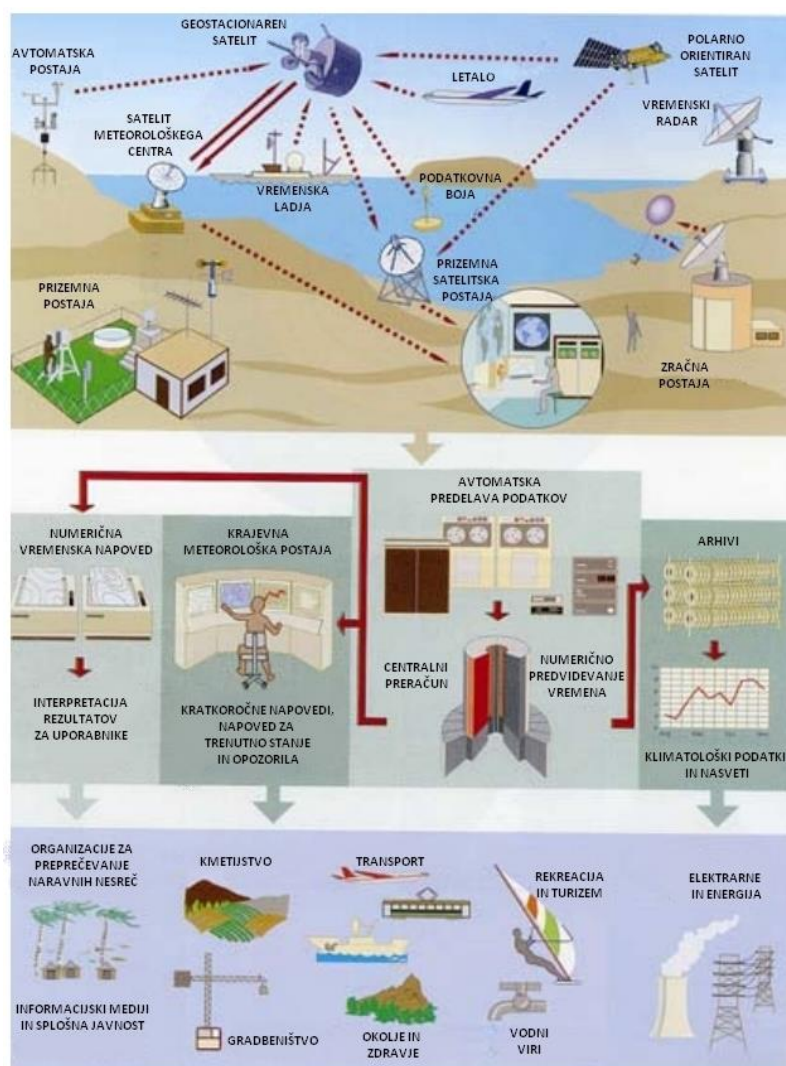 GEOSTACIONAREN
SATELIT
AVTOMATSKA
POSTAJA
POLARNO
ORIENTIRAN
SATELIT
LETALO
VREMENSKI
RADAR
SATELIT
METEOROLOŠKEGA
CENTRA
VREMENSKA
LADJA
PODATKOVNA
BOJA
PRIZEMNA
SATELITSKA
POSTAJA
PRIZEMNA
POSTAJA
ZRAČNA
POSTAJA
AVTOMATSKA
PREDELAVA PODATKOV
NUMERIČNA
VREMENSKA NAPOVED
KRAJEVNA
METEOROLOŠKA POSTAJA
ARHIVI
CENTRALNI
PRERAČUN
NUMERIČNO
PREDVIDEVANJE
VREMENA
INTERPRETACIJA
REZULTATOV
ZA UPORABNIKE
KRATKOROČNE NAPOVEDI,
NAPOVED ZA
TRENUTNO STANJE
IN OPOZORILA
KLIMATOLOŠKI PODATKI
IN NASVETI
ORGANIZACIJE ZA
PREPREČEVANJE
NARAVNIH NESREČ
KMETIJSTVO
TRANSPORT
REKREACIJA
IN TURIZEM
ELEKTRARNE
IN ENERGIJA
INFORMACIJSKI MEDIJI
IN SPLOŠNA JAVNOST
GRADBENIŠTVO
OKOLJE IN
ZDRAVJE
VODNI
VIRI